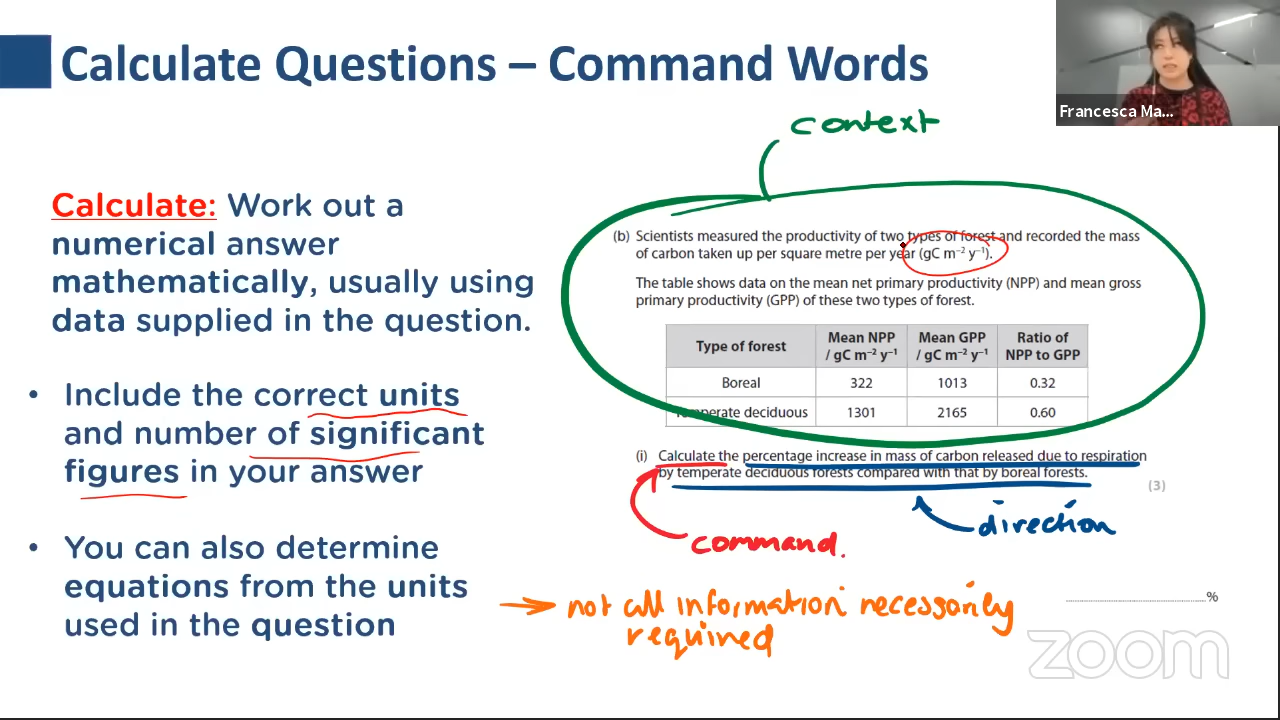 Calculate Questions – Command Words
Francesca Ma...
context
Calculate: Work out a
numerical answer
mathematically, usually using
data supplied in the question.
• Include the correct units
and number of significant
figures in your answer
• You can also determine
equations from the units
used in the question
(b) Scientists measured the productivity of two types of forest and recorded the mass
of carbon taken up per square metre per year (gC m⁻² y⁻¹).
The table shows data on the mean net primary productivity (NPP) and mean gross
primary productivity (GPP) of these two types of forest.
Type of forest
Mean NPP
/ gC m⁻² y⁻¹
Mean GPP
/ gC m⁻² y⁻¹
Ratio of
NPP to GPP
Boreal 322 1013 0.32
Temperate deciduous 1301 2165 0.60
(i) Calculate the percentage increase in mass of carbon released due to respiration
by temperate deciduous forests compared with that by boreal forests.
(3)
direction
command.
→ not all information necessarily
required
%
zoom